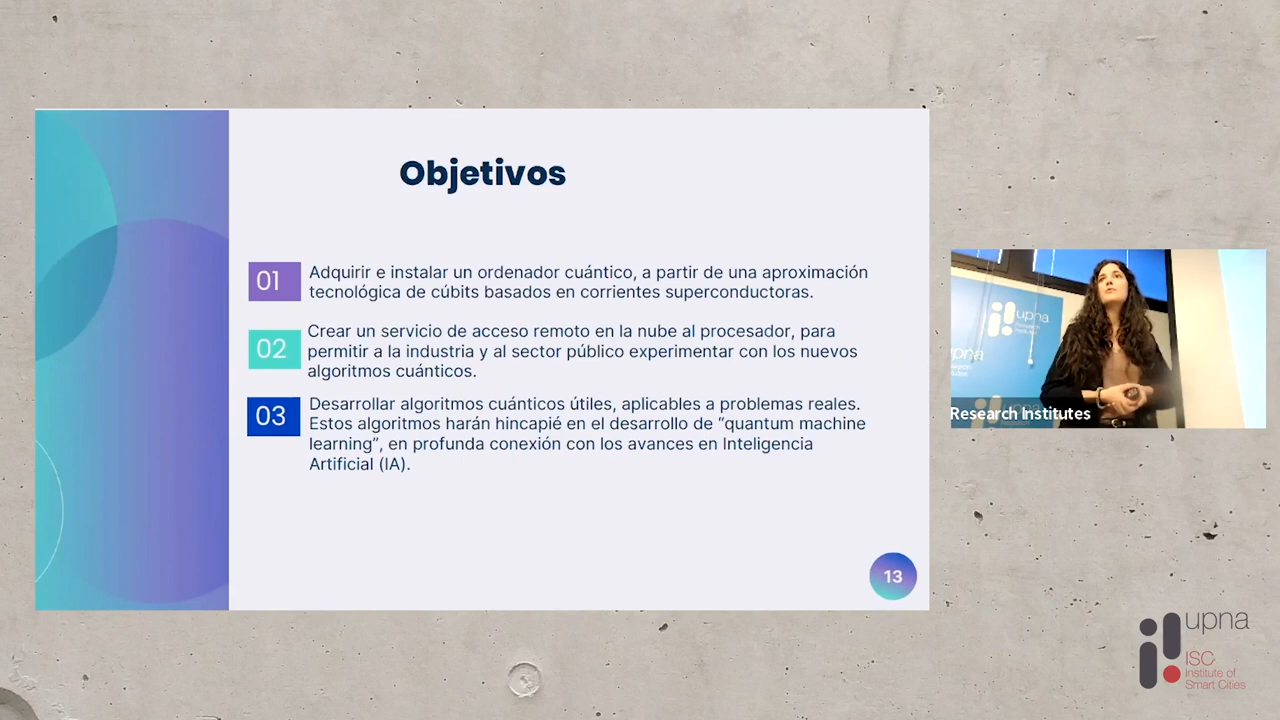 Objetivos
01
Adquirir e instalar un ordenador cuántico, a partir de una aproximación
tecnológica de cúbits basados en corrientes superconductoras.
02
Crear un servicio de acceso remoto en la nube al procesador, para
permitir a la industria y al sector público experimentar con los nuevos
algoritmos cuánticos.
03
Desarrollar algoritmos cuánticos útiles, aplicables a problemas reales.
Estos algoritmos harán hincapié en el desarrollo de “quantum machine
learning”, en profunda conexión con los avances en Inteligencia
Artificial (IA).
13
upna
upna
Research Institutes
upna
ISC
Institute of
Smart Cities